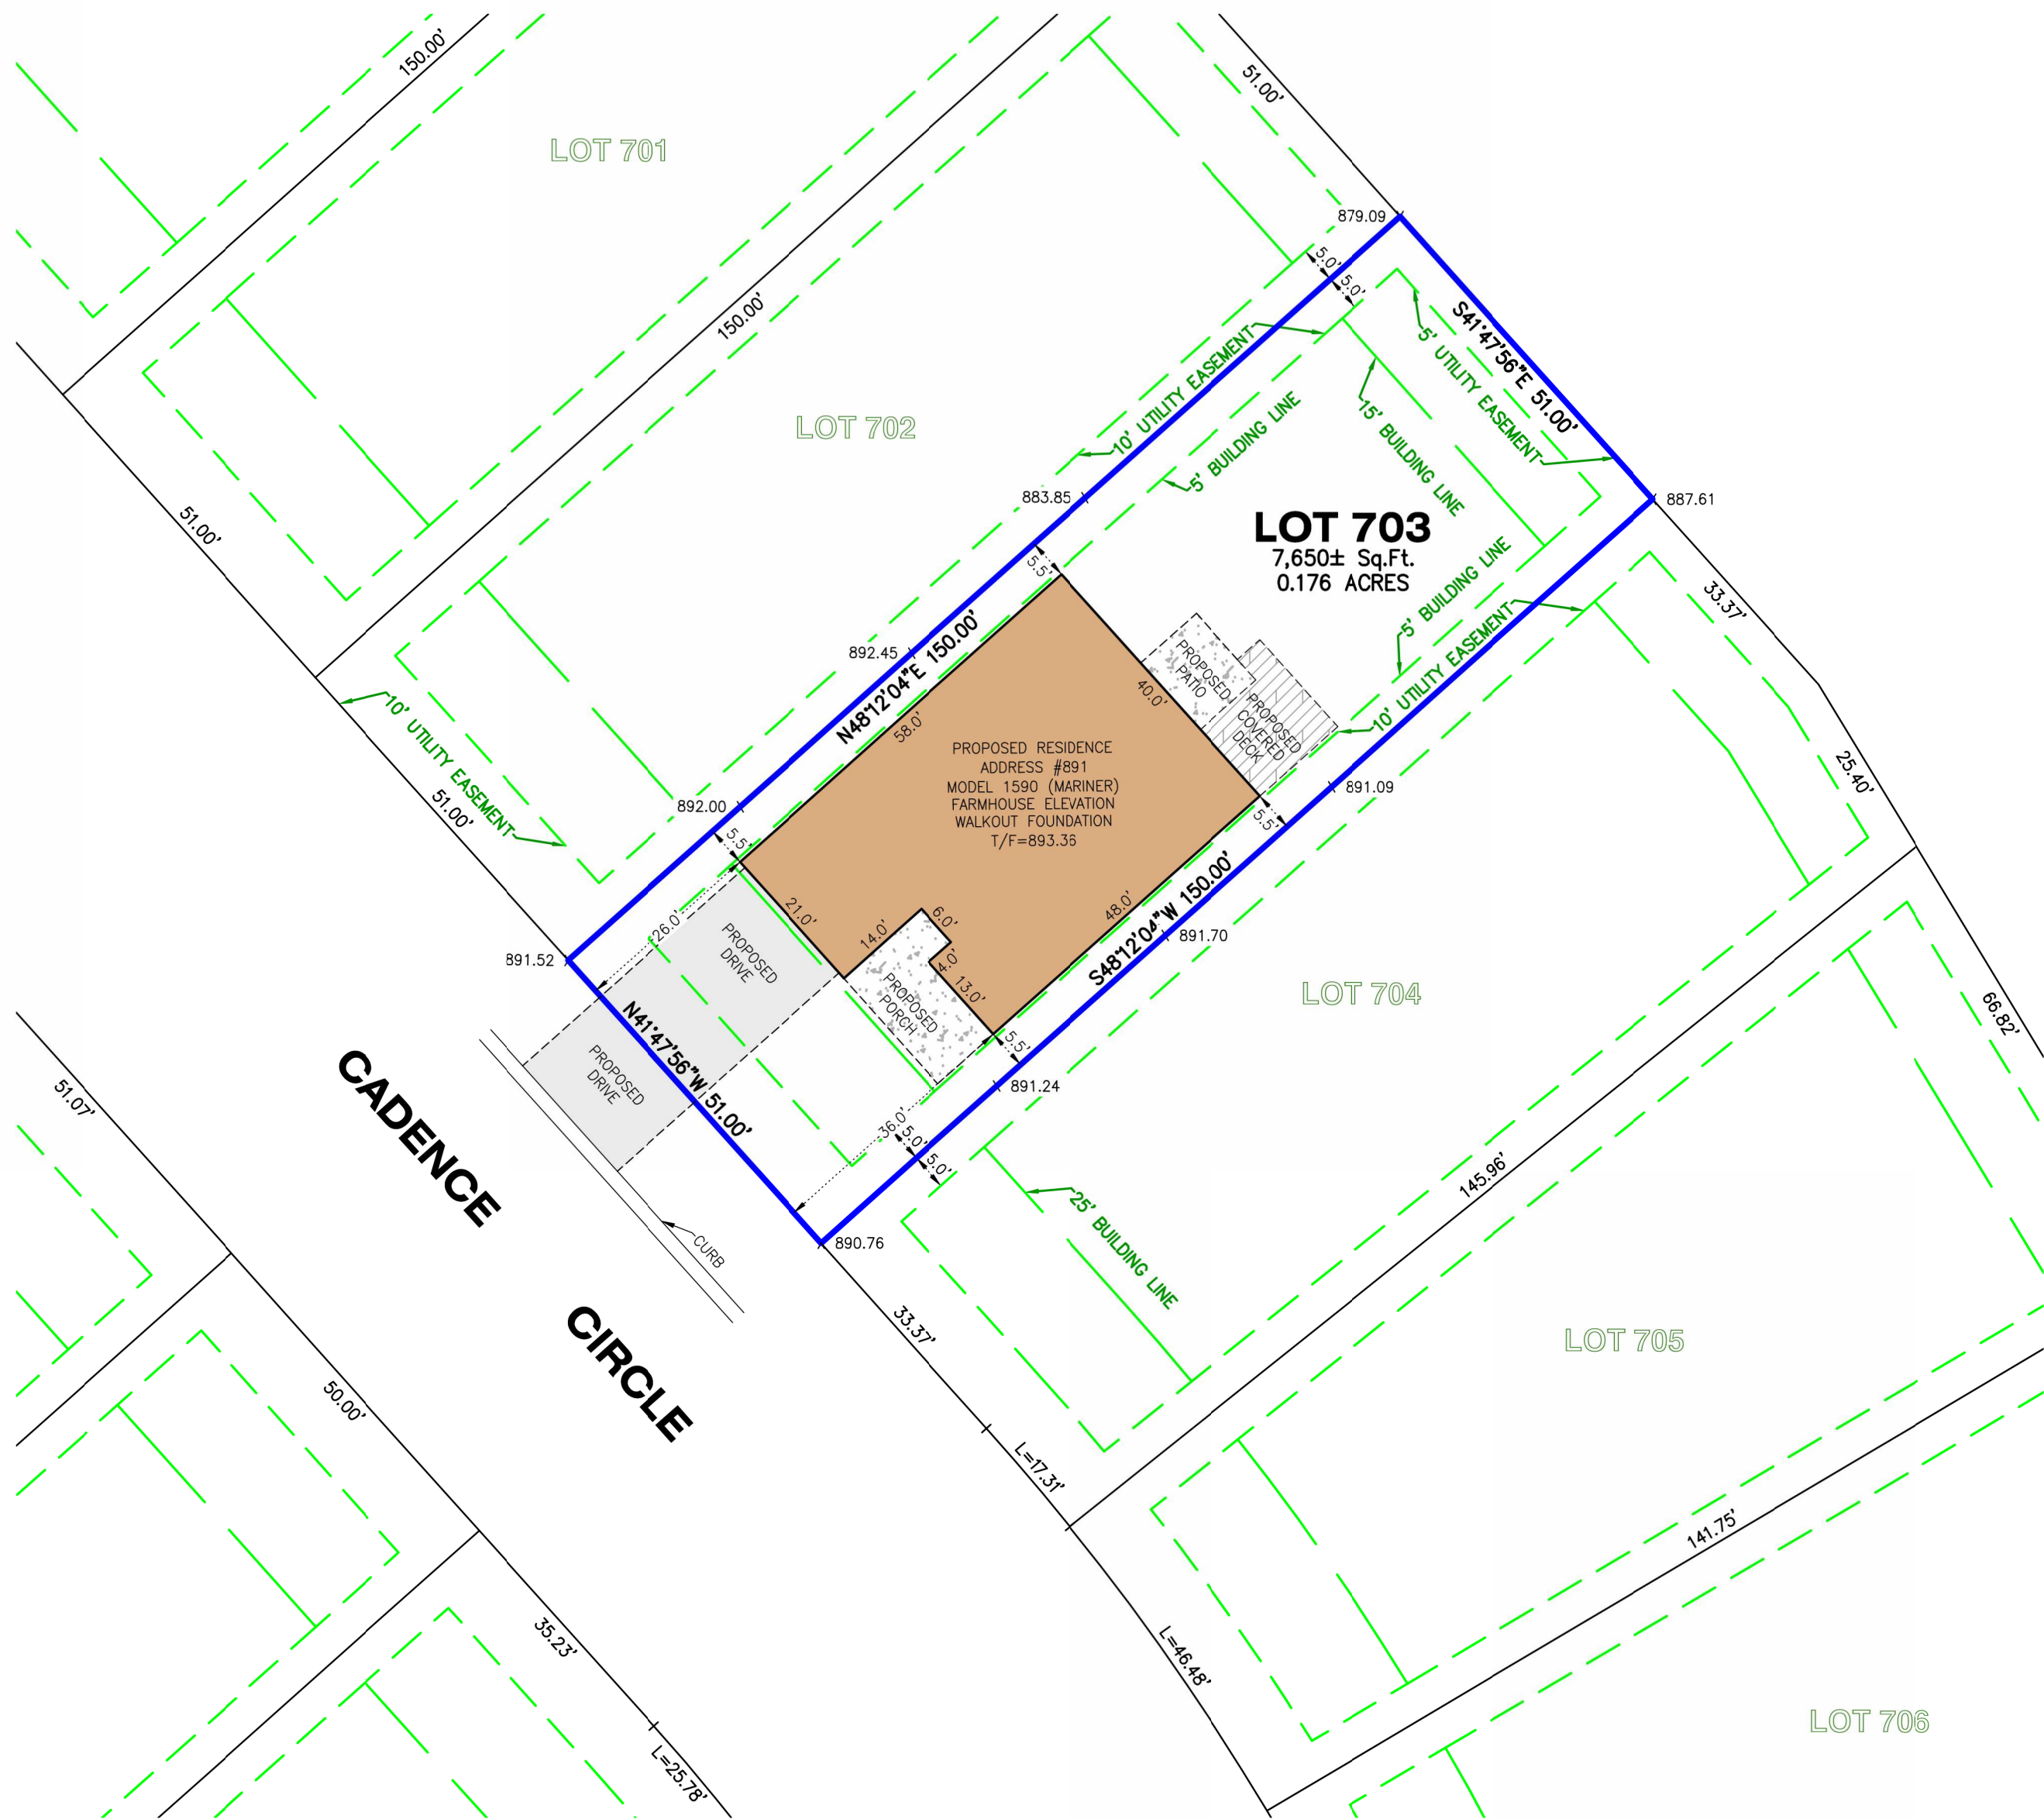 150.00'
LOT 701
51.00'
879.09
5.0'
5.0'
S41°47'56"E 51.00'
5' UTILITY EASEMENT
150.00'
10' UTILITY EASEMENT
15' BUILDING LINE
5' BUILDING LINE
LOT 702
883.85
887.61
LOT 703
7,650± Sq.Ft.
0.176 ACRES
51.00'
5.5'
5' BUILDING LINE
33.37'
10' UTILITY EASEMENT
892.45
N48°12'04"E 150.00'
58.0'
40.0'
PROPOSED
PATIO
PROPOSED
COVERED
DECK
10' UTILITY EASEMENT
PROPOSED RESIDENCE
ADDRESS #891
MODEL 1590 (MARINER)
FARMHOUSE ELEVATION
WALKOUT FOUNDATION
T/F=893.36
25.40'
51.00'
892.00
5.5'
891.09
5.5'
48.0'
S48°12'04"W 150.00'
21.0'
14.0'
6.0'
4.0'
13.0'
26.0'
PROPOSED
DRIVE
PROPOSED
PORCH
891.70
891.52
5.5'
LOT 704
66.82'
N41°47'56"W 51.00'
PROPOSED
DRIVE
891.24
36.0'
5.0'
5.0'
51.07'
CADENCE
CIRCLE
145.96'
CURB
890.76
25' BUILDING LINE
33.37'
LOT 705
50.00'
L=17.31'
141.75'
35.23'
L=46.48'
LOT 706
L=25.78'